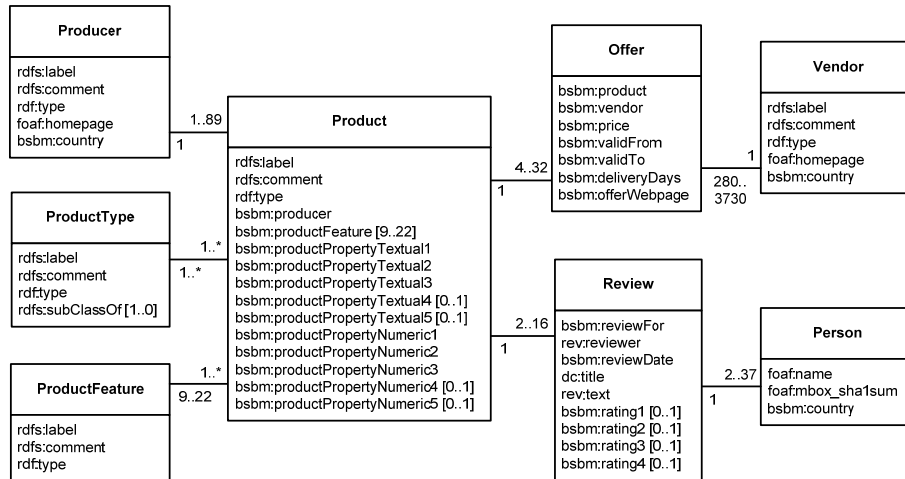 Producer
rdfs:label
rdfs:comment
rdf:type
foaf:homepage
bsbm:country
1..89
1
ProductType
rdfs:label
rdfs:comment
rdf:type
rdfs:subClassOf [1..0]
1..*
1..*
ProductFeature
rdfs:label
rdfs:comment
rdf:type
1..*
9..22
Product
rdfs:label
rdfs:comment
rdf:type
bsbm:producer
bsbm:productFeature [9..22]
bsbm:productPropertyTextual1
bsbm:productPropertyTextual2
bsbm:productPropertyTextual3
bsbm:productPropertyTextual4 [0..1]
bsbm:productPropertyTextual5 [0..1]
bsbm:productPropertyNumeric1
bsbm:productPropertyNumeric2
bsbm:productPropertyNumeric3
bsbm:productPropertyNumeric4 [0..1]
bsbm:productPropertyNumeric5 [0..1]
4..32
1
2..16
1
Offer
bsbm:product
bsbm:vendor
bsbm:price
bsbm:validFrom
bsbm:validTo
bsbm:deliveryDays
bsbm:offerWebpage
1
280..
3730
Vendor
rdfs:label
rdfs:comment
rdf:type
foaf:homepage
bsbm:country
Review
bsbm:reviewFor
rev:reviewer
bsbm:reviewDate
dc:title
rev:text
bsbm:rating1 [0..1]
bsbm:rating2 [0..1]
bsbm:rating3 [0..1]
bsbm:rating4 [0..1]
2..37
1
Person
foaf:name
foaf:mbox_sha1sum
bsbm:country